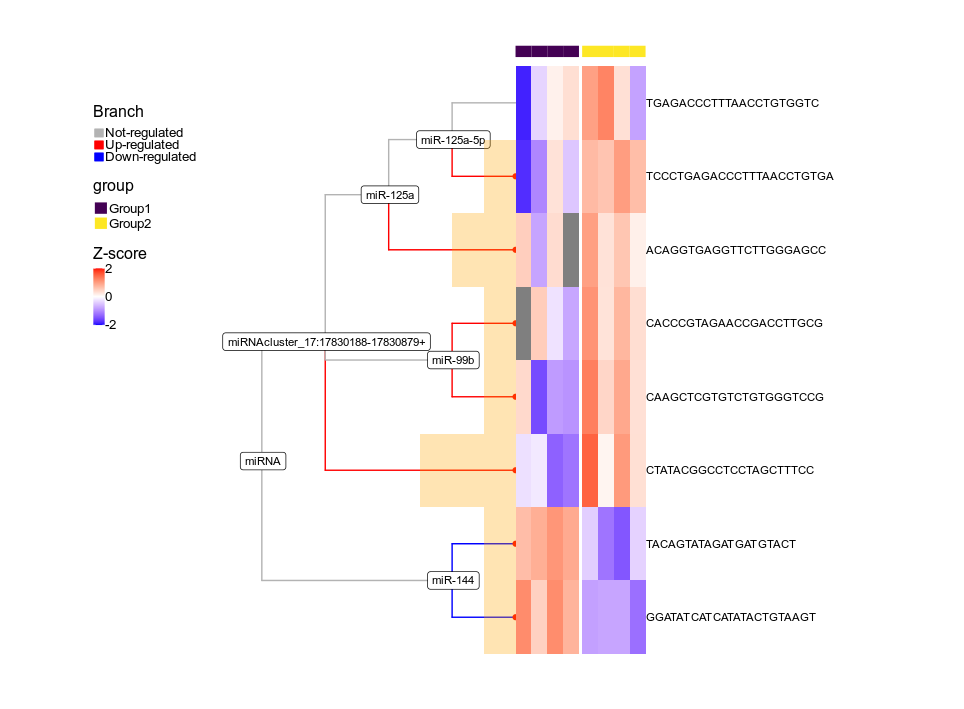 Branch
Not-regulated
Up-regulated
Down-regulated
group
Group1
Group2
Z-score
2
0
-2
miR-125a-5p
miR-125a
miRNAcluster_17:17830188-17830879+
miR-99b
miRNA
miR-144
TGAGACCCTTTAACCTGTGGTC
TCCCTGAGACCCTTTAACCTGTGA
ACAGGTGAGGTTCTTGGGAGCC
CACCCGTAGAACCGACCTTGCG
CAAGCTCGTGTCTGTGGGTCCG
CTATACGGCCTCCTAGCTTTCC
TACAGTATAGATGATGTACT
GGATATCATCATATACTGTAAGT